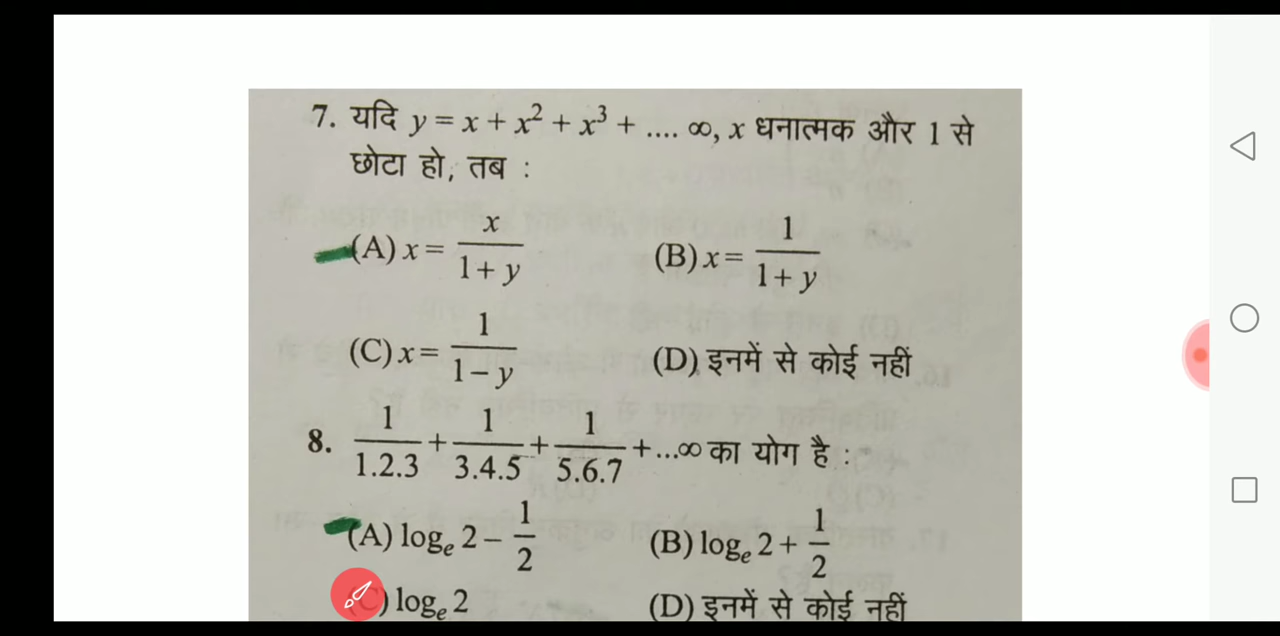 7. यदि y = x + x² + x³ + .... ∞, x धनात्मक और 1 से
छोटा हो, तब :
(A) x = x/(1 + y) (B) x = 1/(1 + y)
(C) x = 1/(1 − y) (D) इनमें से कोई नहीं
8. 1/1.2.3 + 1/3.4.5 + 1/5.6.7 + ...∞ का योग है :
(A) logₑ 2 − 1/2 (B) logₑ 2 + 1/2
(C) logₑ 2 (D) इनमें से कोई नहीं